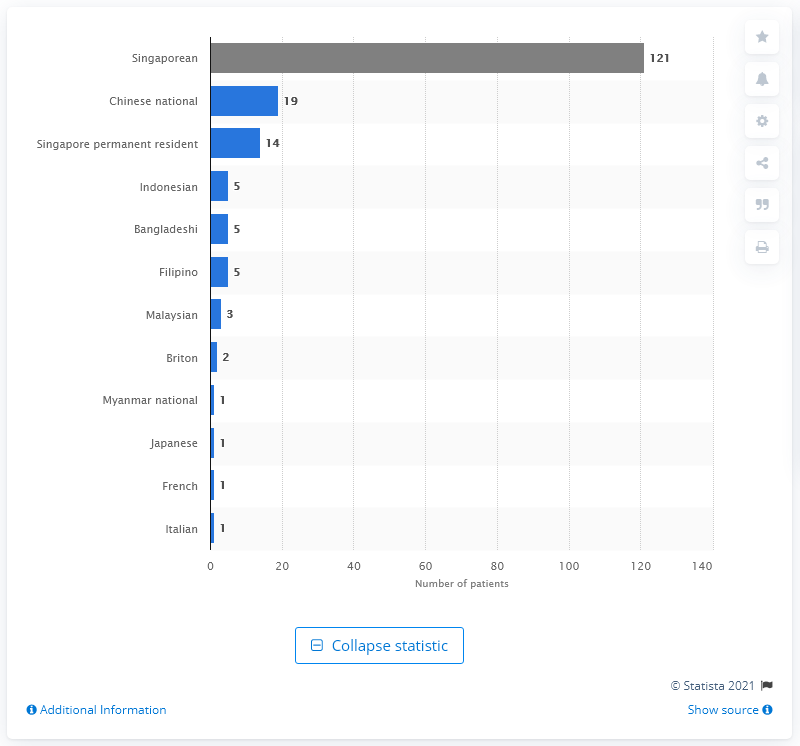 Singaporean 121
Chinese national 19
Singapore permanent resident 14
Indonesian 5
Bangladeshi 5
Filipino 5
Malaysian 3
Briton 2
Myanmar national 1
Japanese 1
French 1
Italian 1
0 20 40 60 80 100 120 140
Number of patients
Collapse statistic
© Statista 2021
Additional Information Show source